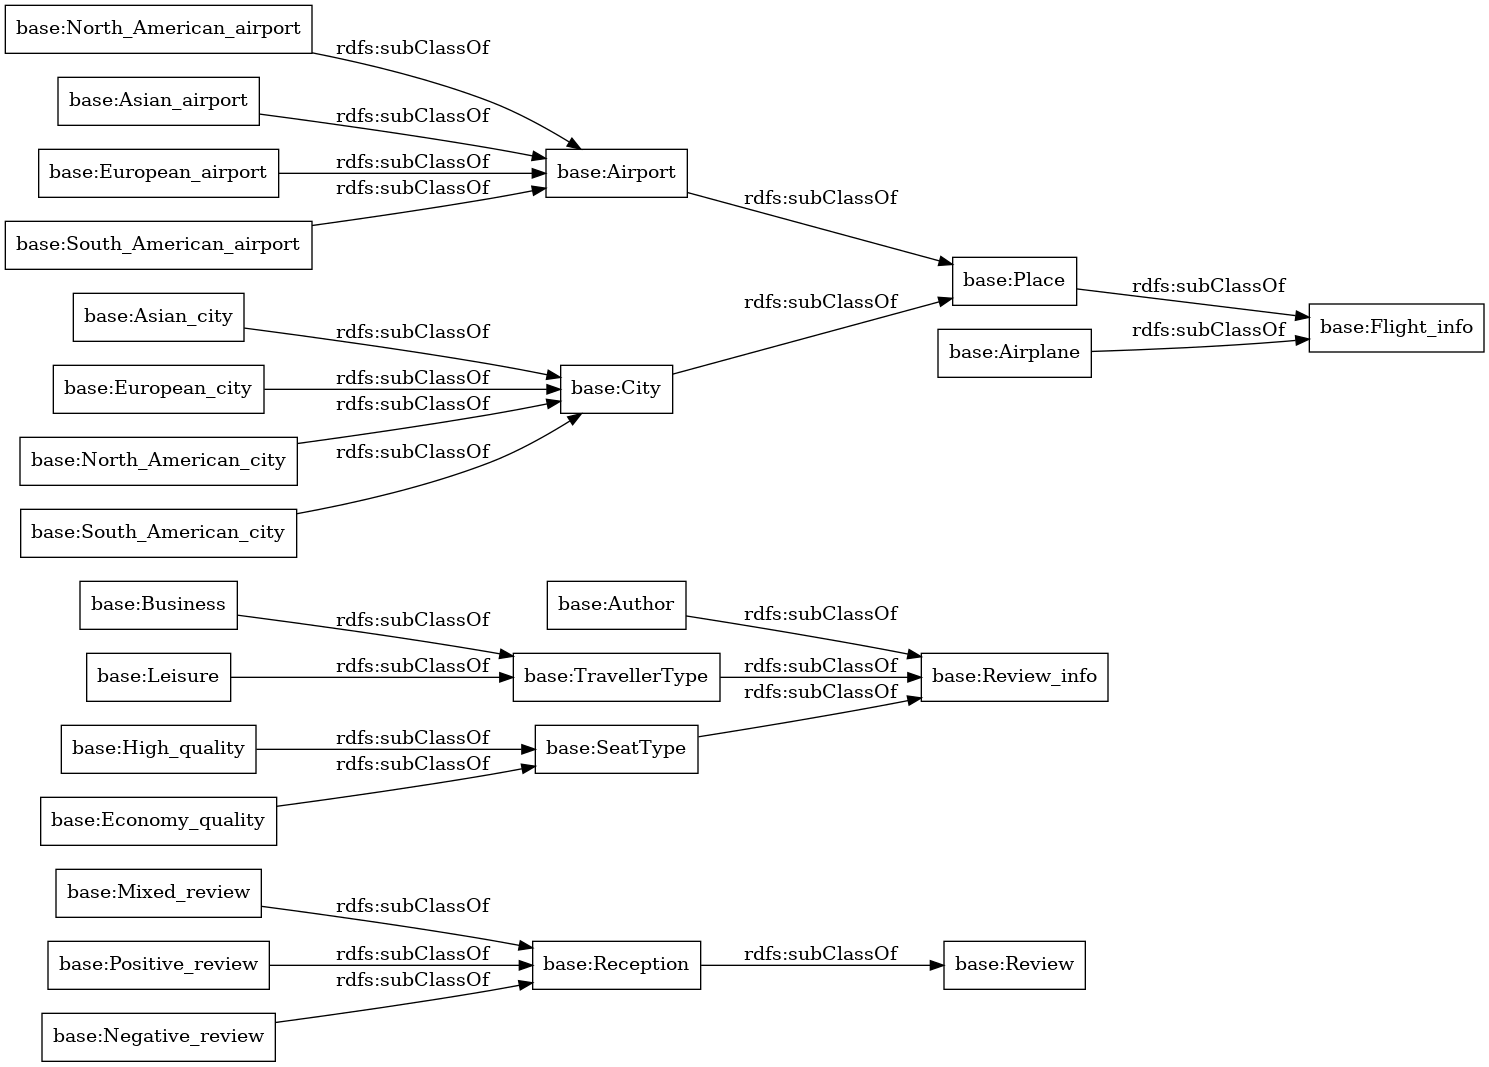 base:North_American_airport
rdfs:subClassOf
base:Asian_airport
rdfs:subClassOf
base:European_airport
rdfs:subClassOf
base:Airport
rdfs:subClassOf
base:South_American_airport
rdfs:subClassOf
base:Place
rdfs:subClassOf
base:Asian_city
rdfs:subClassOf
rdfs:subClassOf
base:Airplane
rdfs:subClassOf
base:Flight_info
base:European_city
rdfs:subClassOf
base:City
rdfs:subClassOf
base:North_American_city
rdfs:subClassOf
base:South_American_city
base:Business
rdfs:subClassOf
base:Author
rdfs:subClassOf
base:Leisure
rdfs:subClassOf
base:TravellerType
rdfs:subClassOf
base:Review_info
rdfs:subClassOf
base:High_quality
rdfs:subClassOf
base:SeatType
rdfs:subClassOf
base:Economy_quality
base:Mixed_review
rdfs:subClassOf
base:Positive_review
rdfs:subClassOf
base:Reception
rdfs:subClassOf
base:Review
rdfs:subClassOf
base:Negative_review